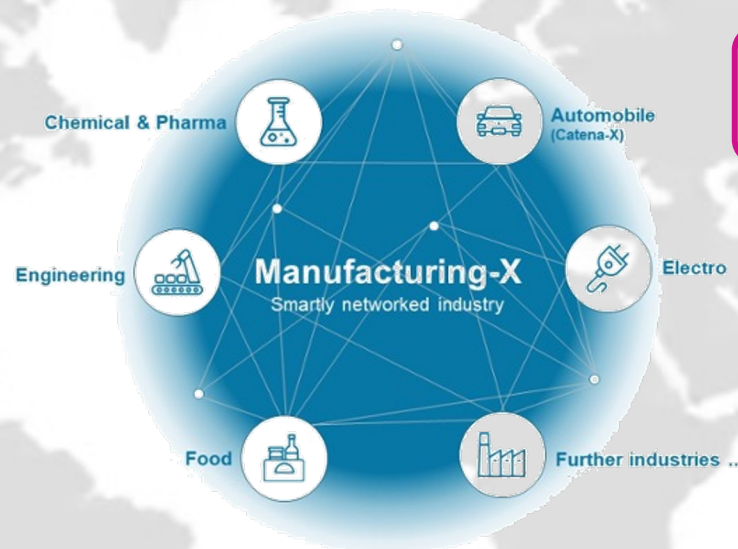 Chemical & Pharma
Automobile
(Catena-X)
Engineering
Manufacturing-X
Smartly networked industry
Electro
Food
Further industries ..